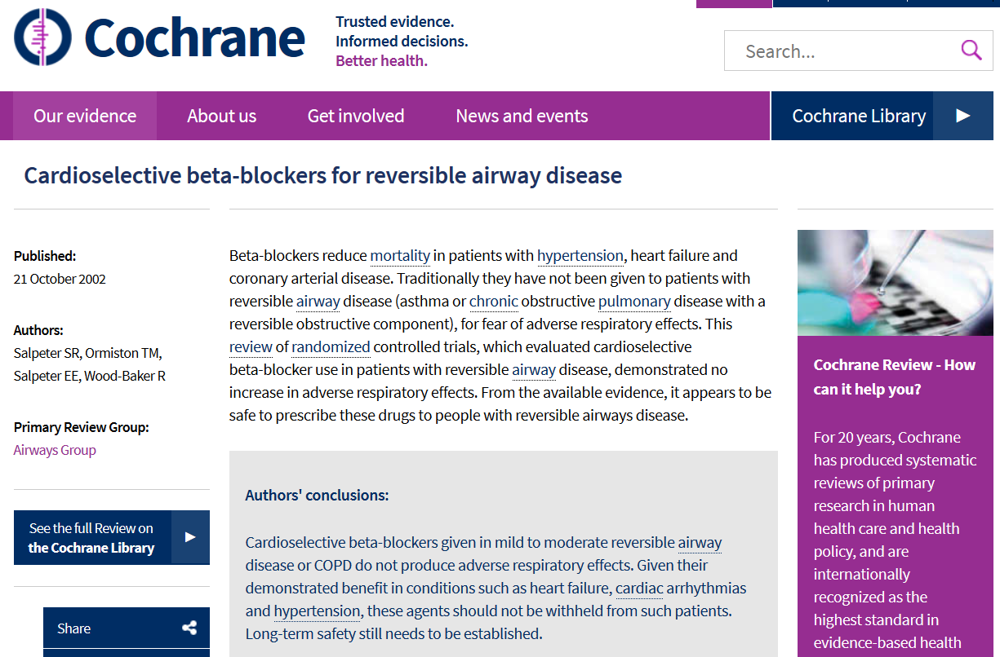 Cochrane
Trusted evidence.
Informed decisions.
Better health.
Search...
Our evidence
About us
Get involved
News and events
Cochrane Library
Cardioselective beta-blockers for reversible airway disease
Published:
21 October 2002
Authors:
Salpeter SR, Ormiston TM,
Salpeter EE, Wood-Baker R
Primary Review Group:
Airways Group
See the full Review on
the Cochrane Library
Share
Beta-blockers reduce mortality in patients with hypertension, heart failure and
coronary arterial disease. Traditionally they have not been given to patients with
reversible airway disease (asthma or chronic obstructive pulmonary disease with a
reversible obstructive component), for fear of adverse respiratory effects. This
review of randomized controlled trials, which evaluated cardioselective
beta-blocker use in patients with reversible airway disease, demonstrated no
increase in adverse respiratory effects. From the available evidence, it appears to be
safe to prescribe these drugs to people with reversible airways disease.
Authors' conclusions:
Cardioselective beta-blockers given in mild to moderate reversible airway
disease or COPD do not produce adverse respiratory effects. Given their
demonstrated benefit in conditions such as heart failure, cardiac arrhythmias
and hypertension, these agents should not be withheld from such patients.
Long-term safety still needs to be established.
Cochrane Review - How
can it help you?
For 20 years, Cochrane
has produced systematic
reviews of primary
research in human
health care and health
policy, and are
internationally
recognized as the
highest standard in
evidence-based health